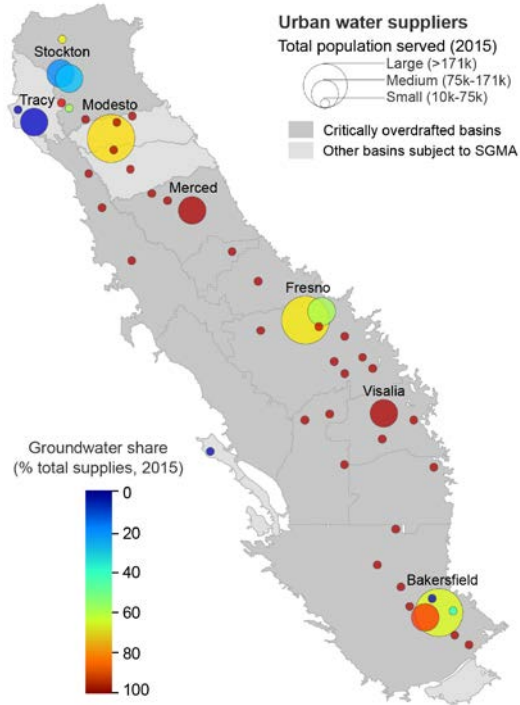 Urban water suppliers
Total population served (2015)
Large (>171k)
Medium (75k-171k)
Small (10k-75k)
Critically overdrafted basins
Other basins subject to SGMA
Stockton
Tracy
Modesto
Merced
Fresno
Visalia
Bakersfield
Groundwater share
(% total supplies, 2015)
0
20
40
60
80
100